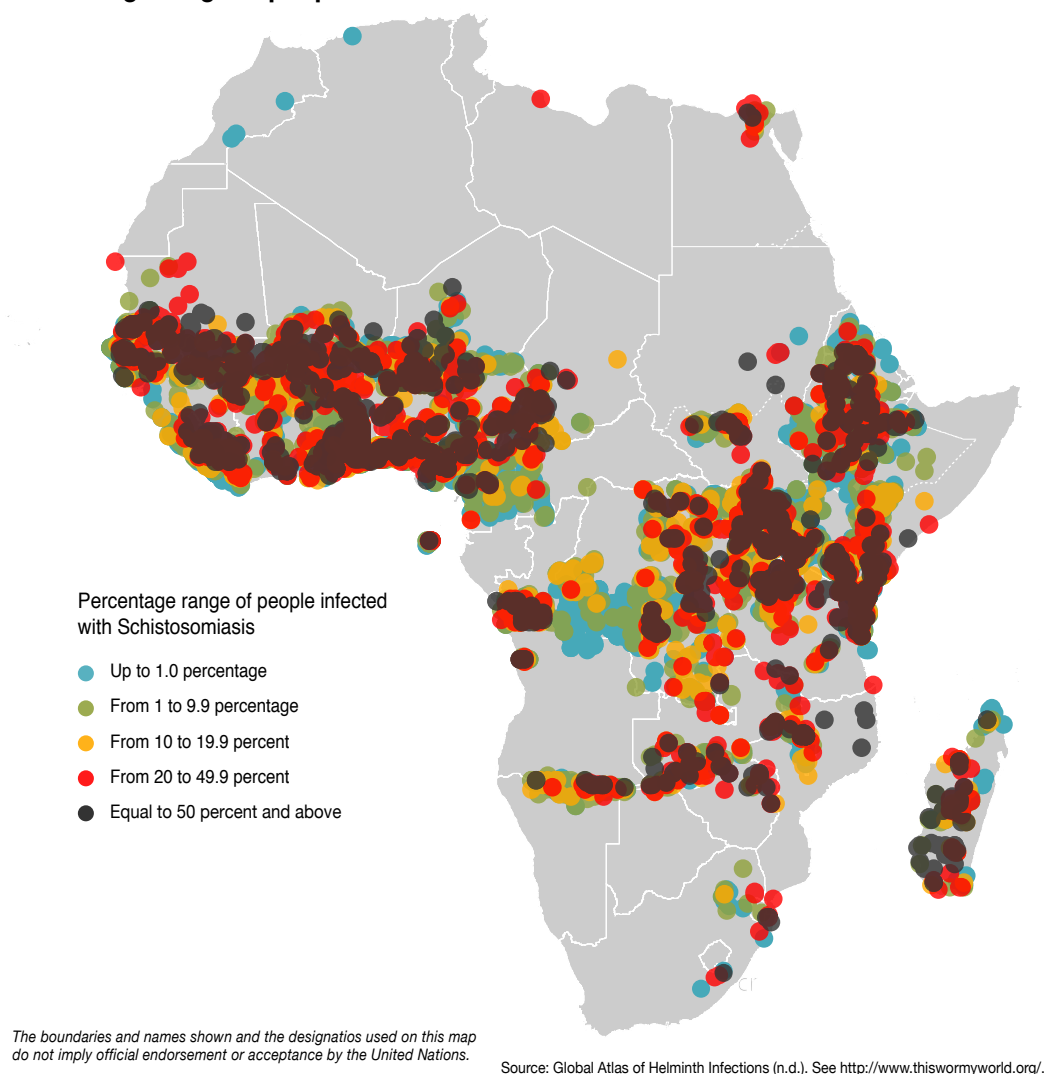 Percentage range of people infected
with Schistosomiasis
Up to 1.0 percentage
From 1 to 9.9 percentage
From 10 to 19.9 percent
From 20 to 49.9 percent
Equal to 50 percent and above
The boundaries and names shown and the designatios used on this map
do not imply official endorsement or acceptance by the United Nations.
Source: Global Atlas of Helminth Infections (n.d.). See http://www.thiswormyworld.org/.